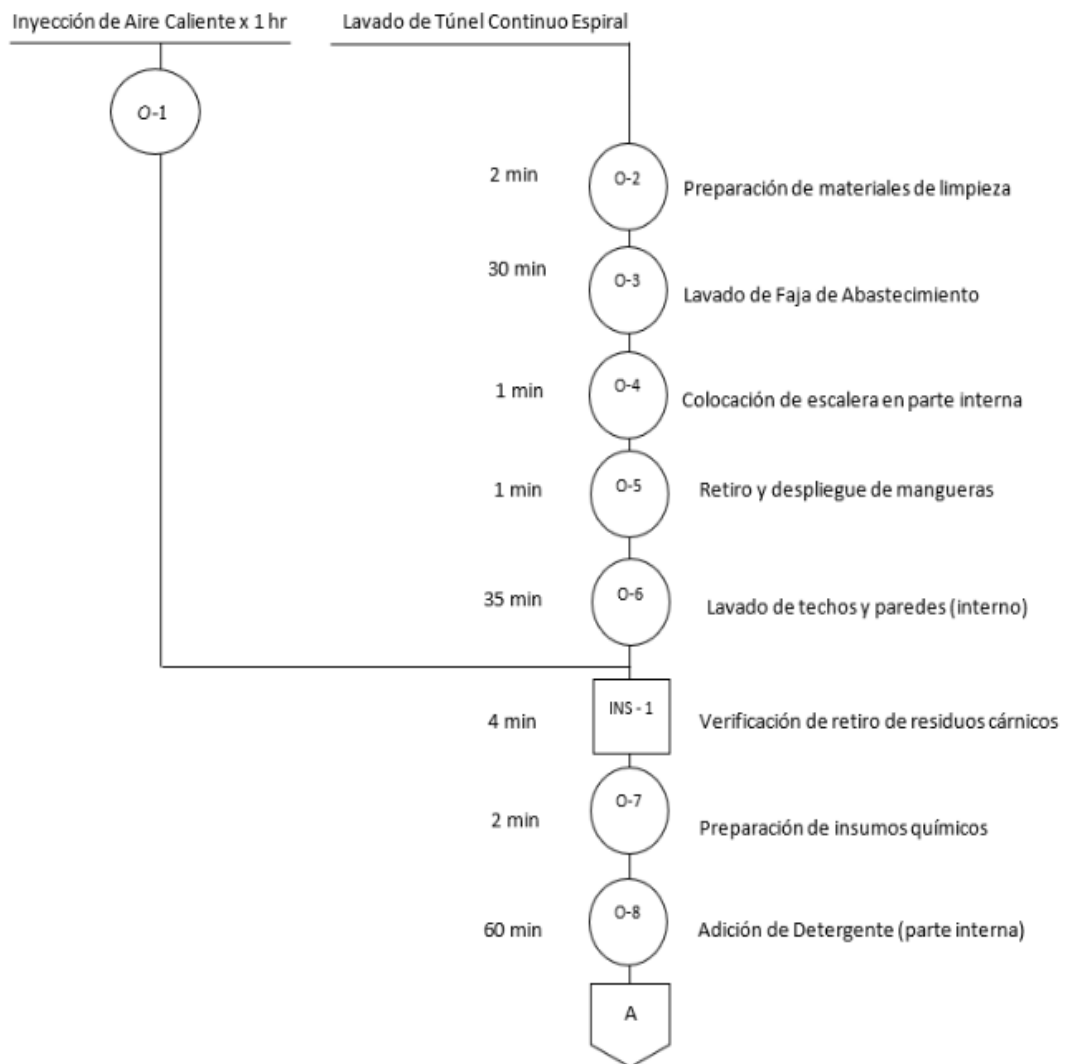 Inyección de Aire Caliente x 1 hr
Lavado de Túnel Continuo Espiral
O-1
2 min
O-2
Preparación de materiales de limpieza
30 min
O-3
Lavado de Faja de Abastecimiento
1 min
O-4
Colocación de escalera en parte interna
1 min
O-5
Retiro y despliegue de mangueras
35 min
O-6
Lavado de techos y paredes (interno)
4 min
INS - 1
Verificación de retiro de residuos cárnicos
2 min
O-7
Preparación de insumos químicos
60 min
O-8
Adición de Detergente (parte interna)
A